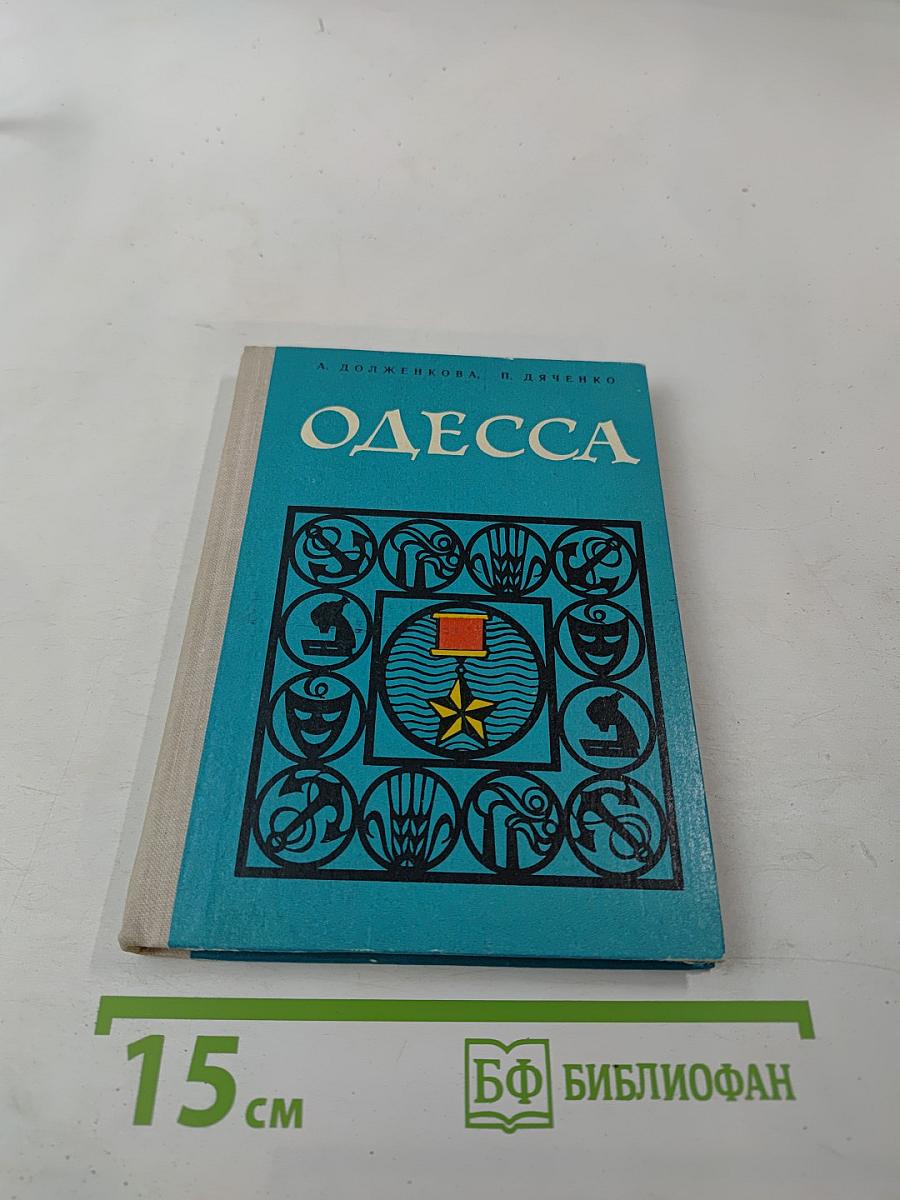 А. ДОЛЖЕНКОВА, П. ДЯЧЕНКО
ОДЕССА
15 см
БФ БИБЛИОФАН